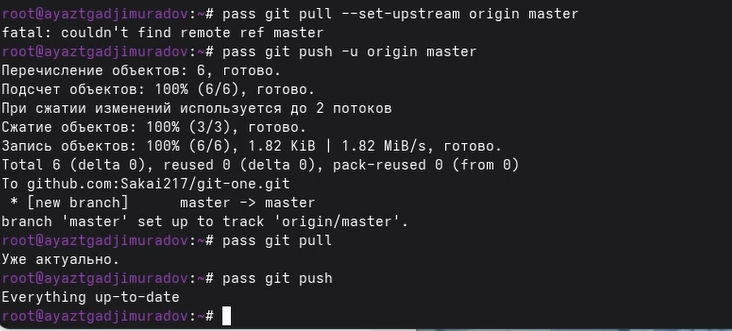 root@ayaztgadjimuradov:~# pass git pull --set-upstream origin master
fatal: couldn't find remote ref master
root@ayaztgadjimuradov:~# pass git push -u origin master
Перечисление объектов: 6, готово.
Подсчет объектов: 100% (6/6), готово.
При сжатии изменений используется до 2 потоков
Сжатие объектов: 100% (3/3), готово.
Запись объектов: 100% (6/6), 1.82 KiB | 1.82 MiB/s, готово.
Total 6 (delta 0), reused 0 (delta 0), pack-reused 0 (from 0)
To github.com:Sakai217/git-one.git
 * [new branch]      master -> master
branch 'master' set up to track 'origin/master'.
root@ayaztgadjimuradov:~# pass git pull
Уже актуально.
root@ayaztgadjimuradov:~# pass git push
Everything up-to-date
root@ayaztgadjimuradov:~#